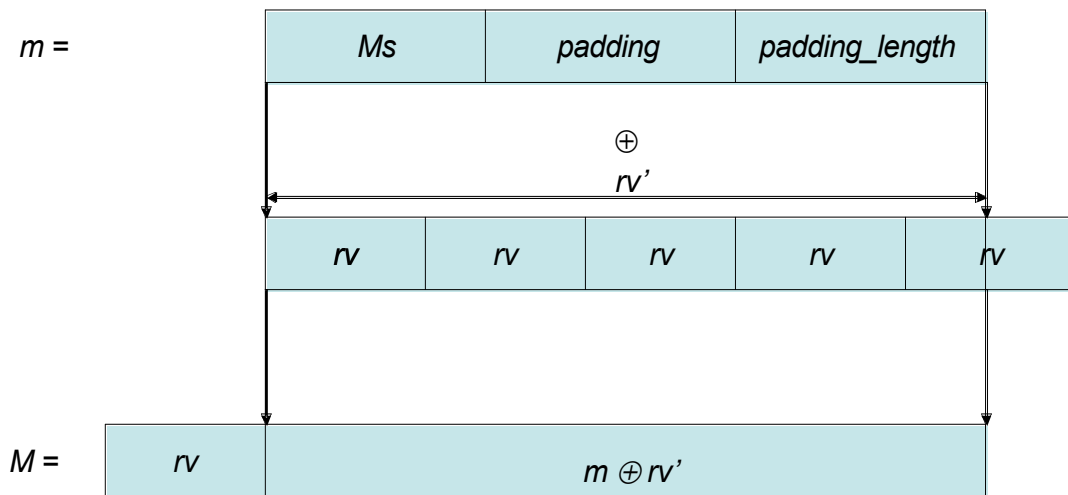 m = Ms padding padding_length
⊕
rv’
rv rv rv rv rv
M = rv m ⊕ rv’